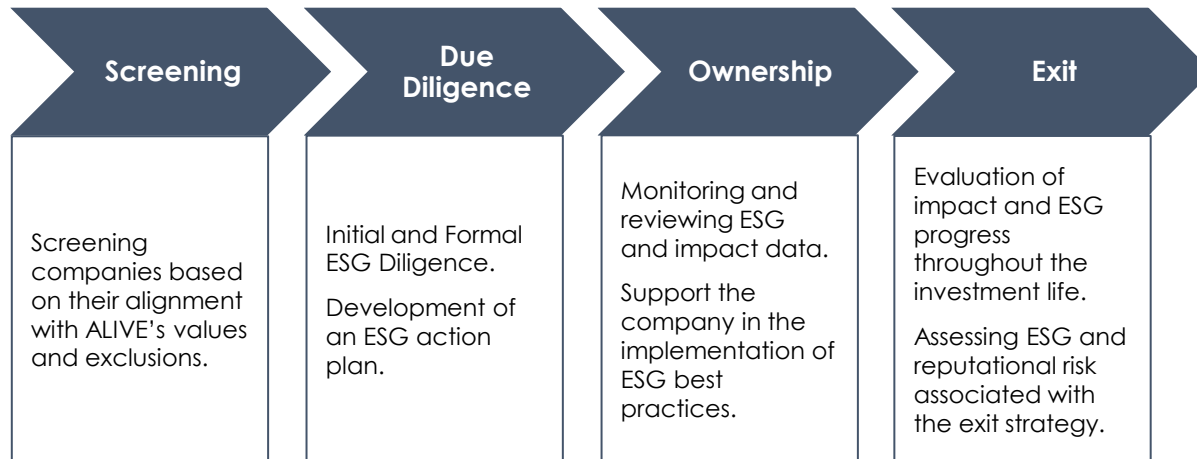 Screening
Screening
companies based
on their alignment
with ALIVE’s values
and exclusions.
Due
Diligence
Initial and Formal
ESG Diligence.
Development of
an ESG action
plan.
Ownership
Monitoring and
reviewing ESG
and impact data.
Support the
company in the
implementation of
ESG best
practices.
Exit
Evaluation of
impact and ESG
progress
throughout the
investment life.
Assessing ESG and
reputational risk
associated with
the exit strategy.